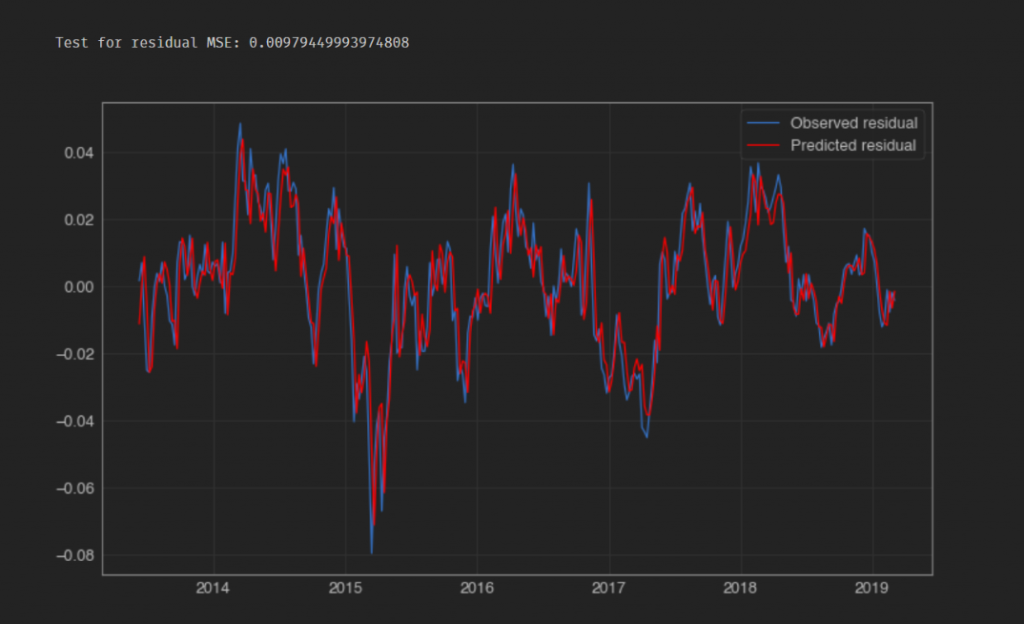 Test for residual MSE: 0.00979449993974808
Observed residual
Predicted residual
0.04
0.02
0.00
−0.02
−0.04
−0.06
−0.08
2014 2015 2016 2017 2018 2019